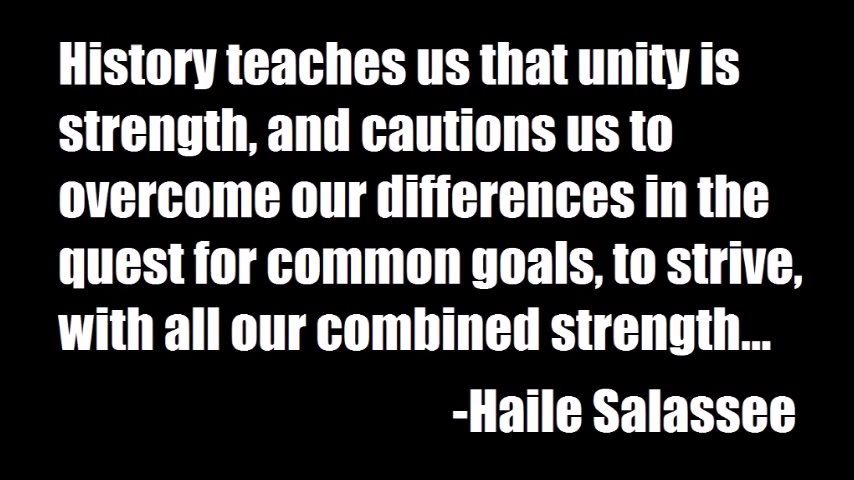 History teaches us that unity is
strength, and cautions us to
overcome our differences in the
quest for common goals, to strive,
with all our combined strength...
-Haile Salassee